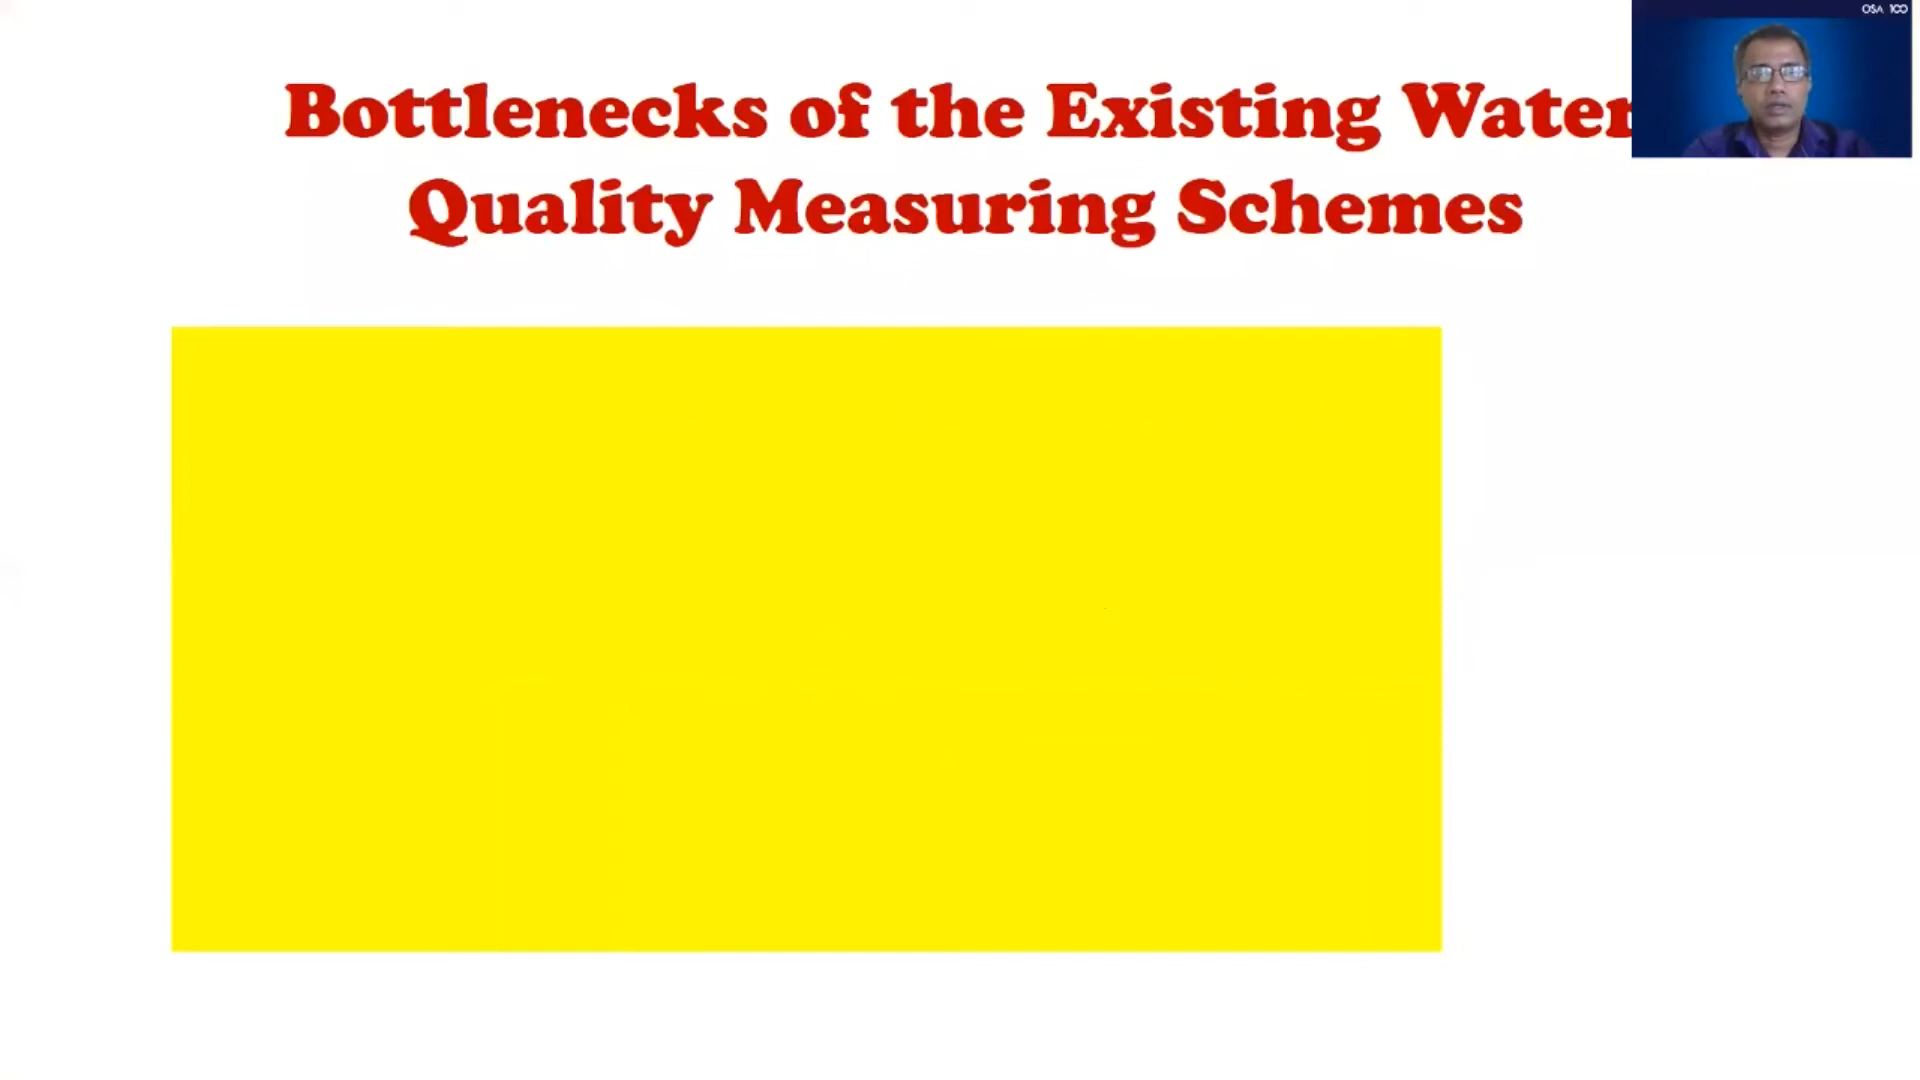 OSA 100
Bottlenecks of the Existing Water
Quality Measuring Schemes